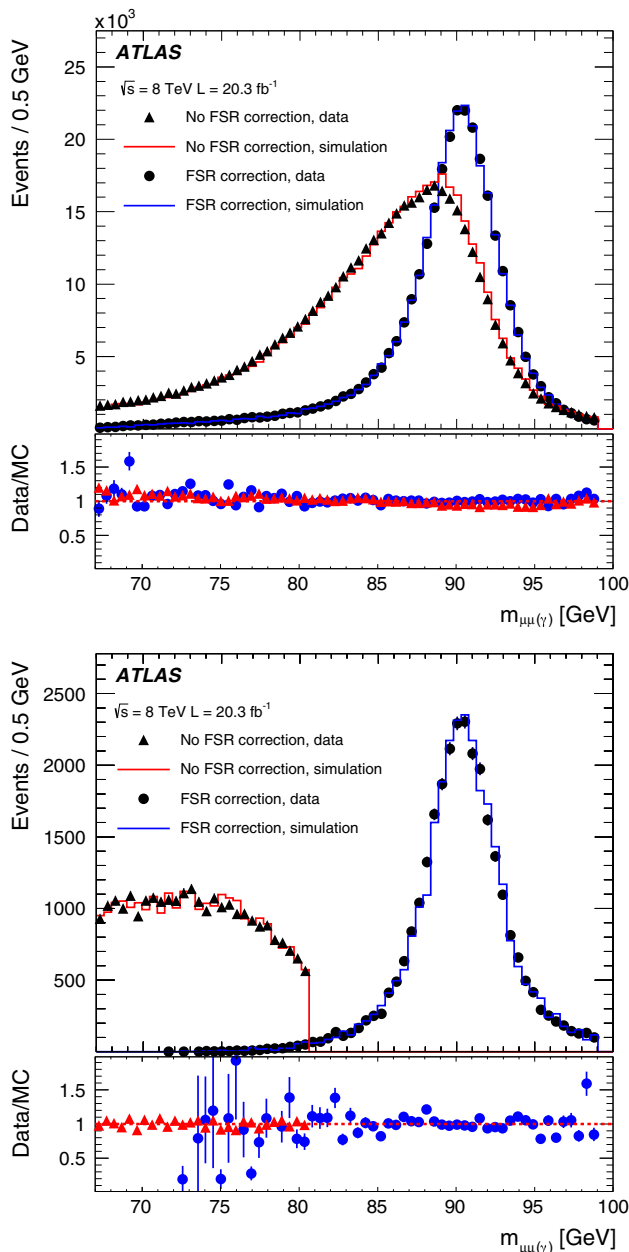 ×10³
ATLAS
√s = 8 TeV L = 20.3 fb⁻¹
No FSR correction, data
No FSR correction, simulation
FSR correction, data
FSR correction, simulation
Events / 0.5 GeV
25
20
15
10
5
Data/MC
1.5
1
0.5
70 75 80 85 90 95 100
mμμ(γ) [GeV]
ATLAS
√s = 8 TeV L = 20.3 fb⁻¹
No FSR correction, data
No FSR correction, simulation
FSR correction, data
FSR correction, simulation
Events / 0.5 GeV
2500
2000
1500
1000
500
Data/MC
1.5
1
0.5
70 75 80 85 90 95 100
mμμ(γ) [GeV]